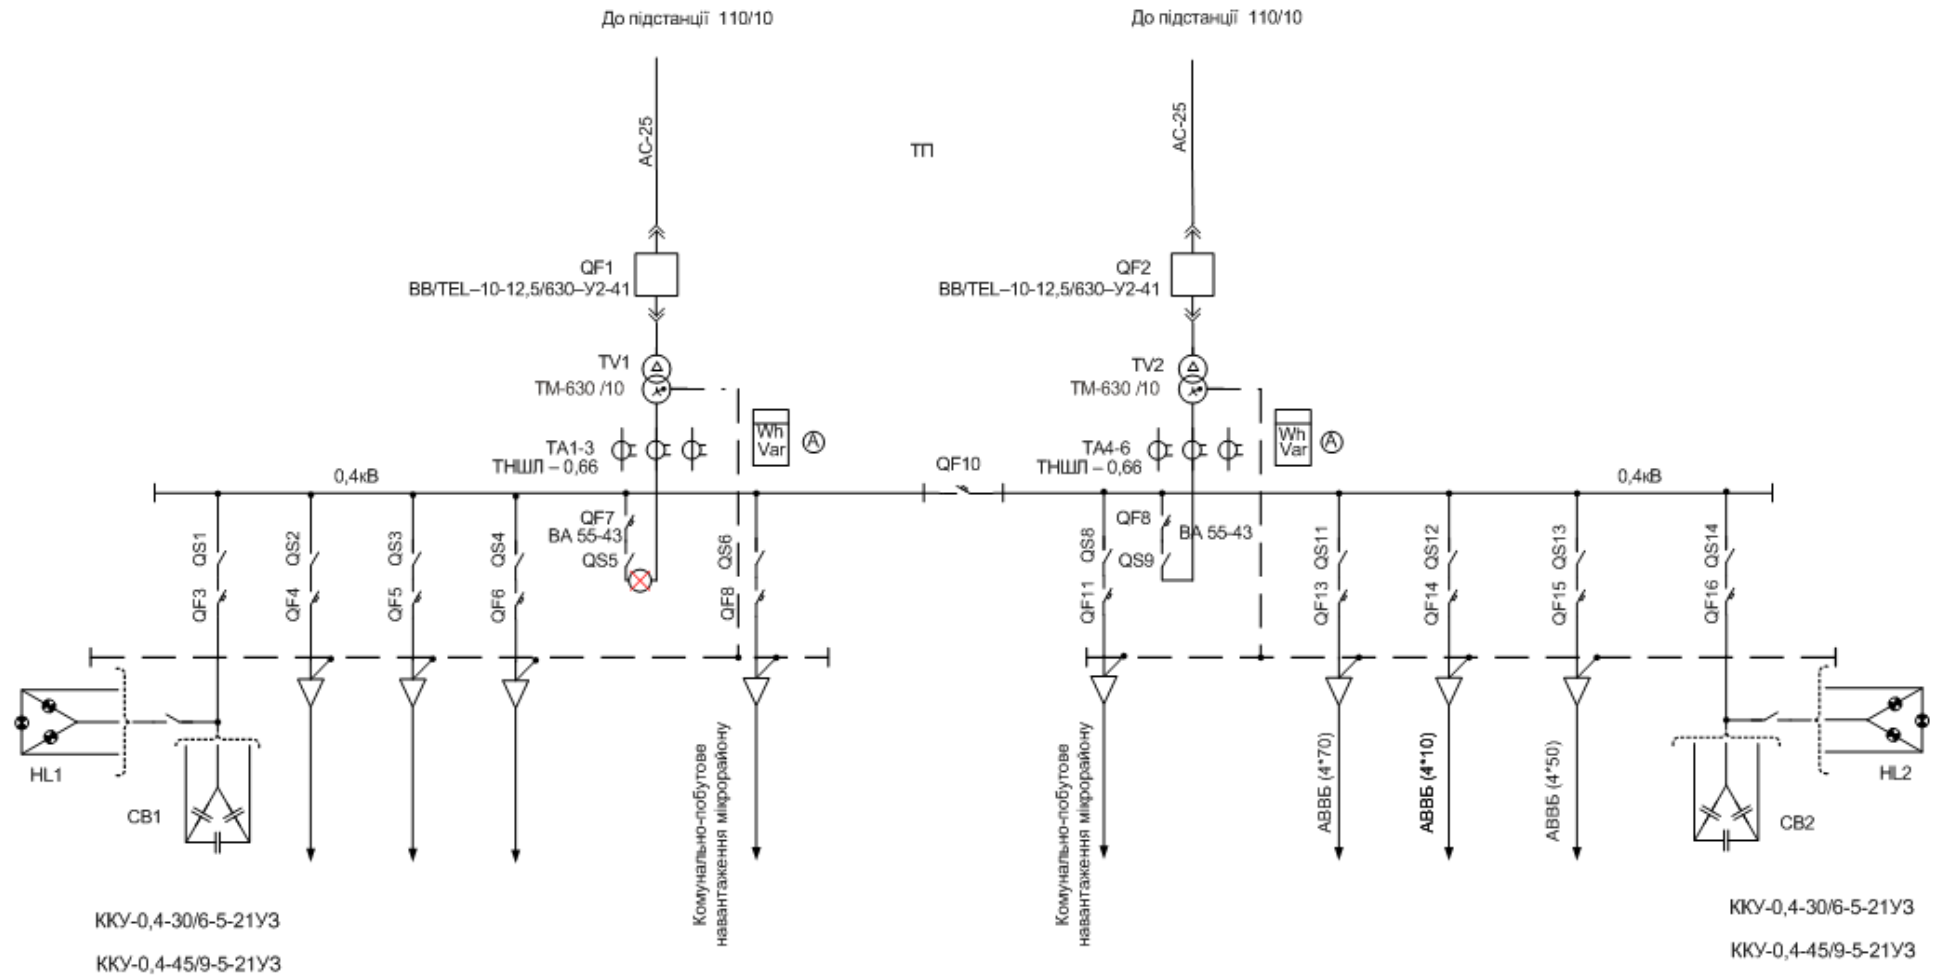 До підстанції 110/10
До підстанції 110/10
АС-25
АС-25
ТП
QF1
ВВ/TEL–10-12,5/630–У2-41
QF2
ВВ/TEL–10-12,5/630–У2-41
TV1
ТМ-630 /10
TV2
ТМ-630 /10
Wh
Var
A
Wh
Var
A
TA1-3
ТНШЛ – 0,66
TA4-6
ТНШЛ – 0,66
0,4кВ
QF10
0,4кВ
QS1
QS2
QS3
QS4
QF7
ВА 55-43
QS5
QS6
QS8
QF8
ВА 55-43
QS9
QS11
QS12
QS13
QS14
QF3
QF4
QF5
QF6
QF8
QF11
QF13
QF14
QF15
QF16
HL1
CB1
Комунально-побутове
навантаження мікрорайону
Комунально-побутове
навантаження мікрорайону
АВВБ (4*70)
АВВБ (4*10)
АВВБ (4*50)
HL2
CB2
ККУ-0,4-30/6-5-21УЗ
ККУ-0,4-45/9-5-21УЗ
ККУ-0,4-30/6-5-21УЗ
ККУ-0,4-45/9-5-21УЗ